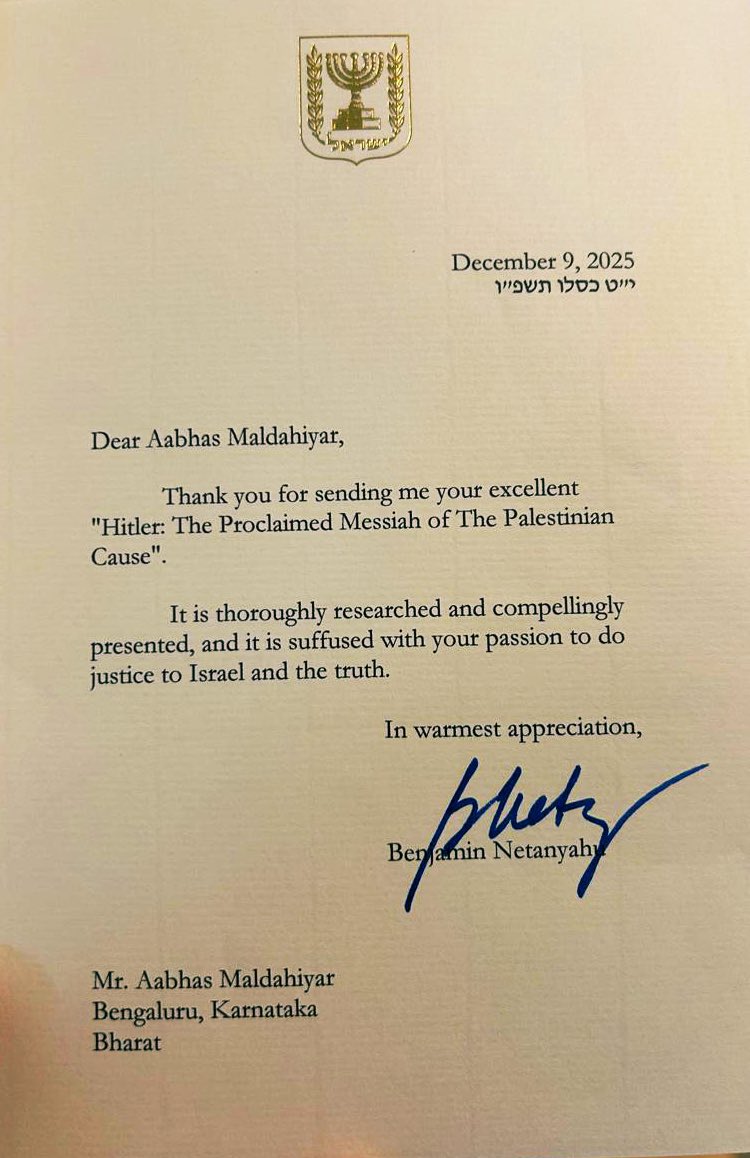 ישראל
December 9, 2025
י״ט כסלו תשפ״ו
Dear Aabhas Maldahiyar,
Thank you for sending me your excellent
"Hitler: The Proclaimed Messiah of The Palestinian
Cause".
It is thoroughly researched and compellingly
presented, and it is suffused with your passion to do
justice to Israel and the truth.
In warmest appreciation,
Benjamin Netanyahu
Mr. Aabhas Maldahiyar
Bengaluru, Karnataka
Bharat